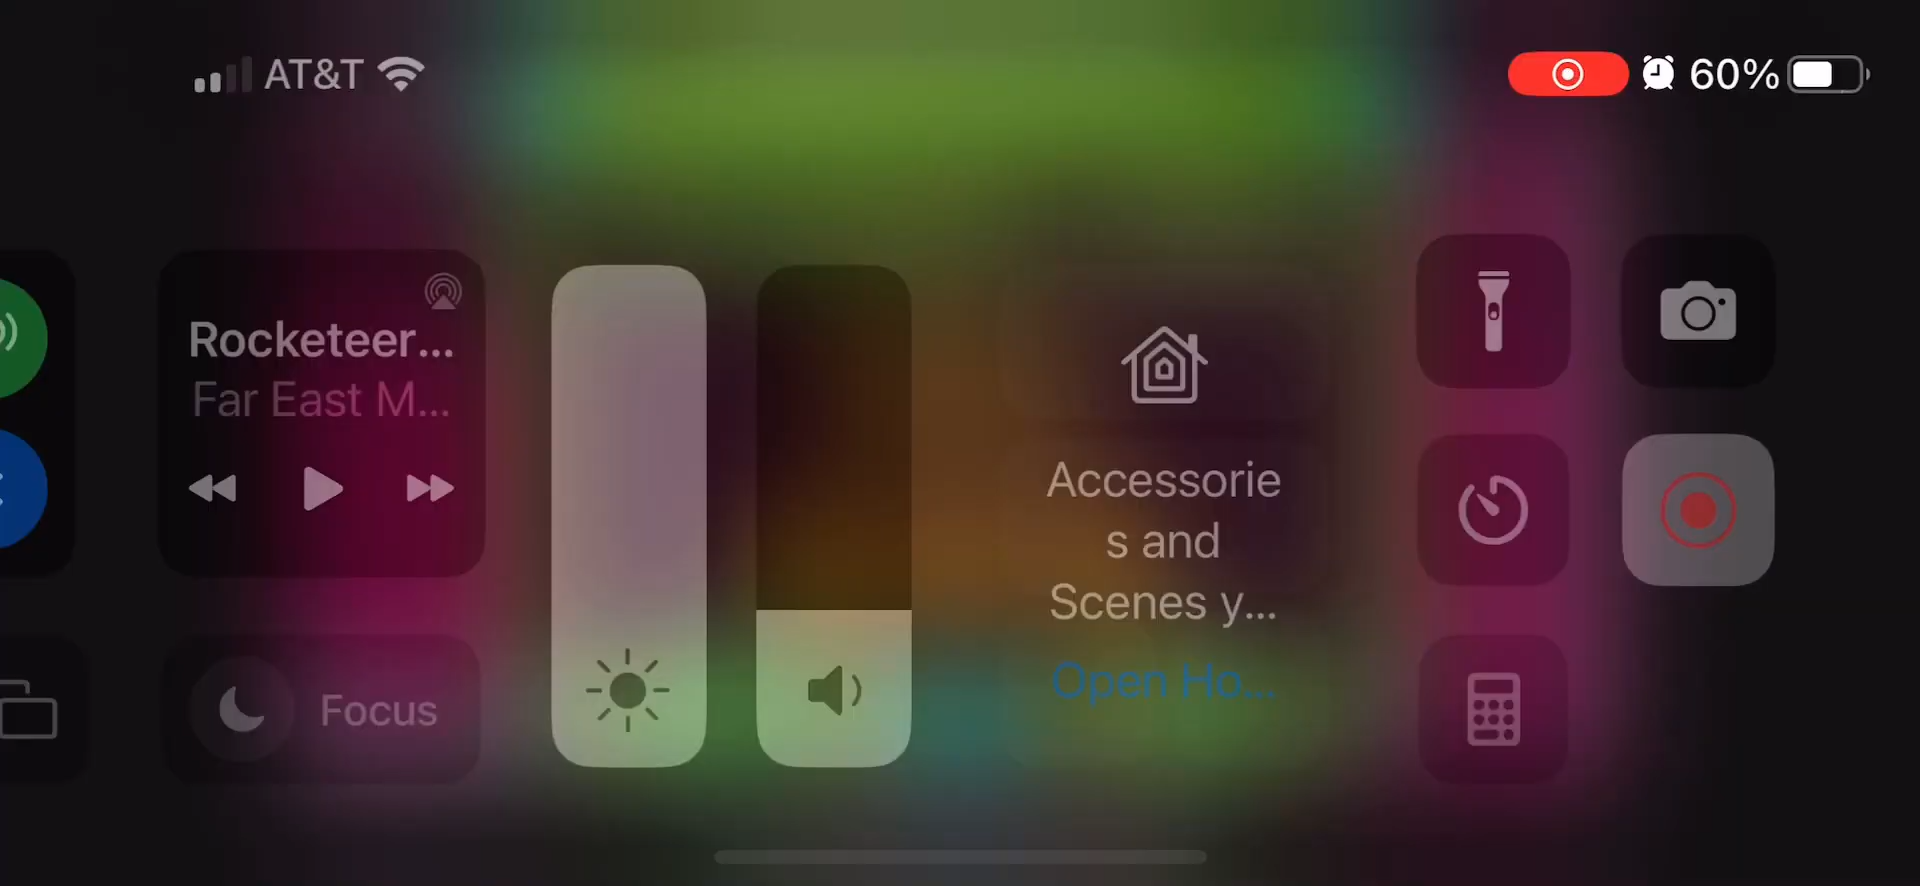 AT&T
60%
Rocketeer...
Far East M...
Accessorie
s and
Scenes y...
Open Ho...
Focus